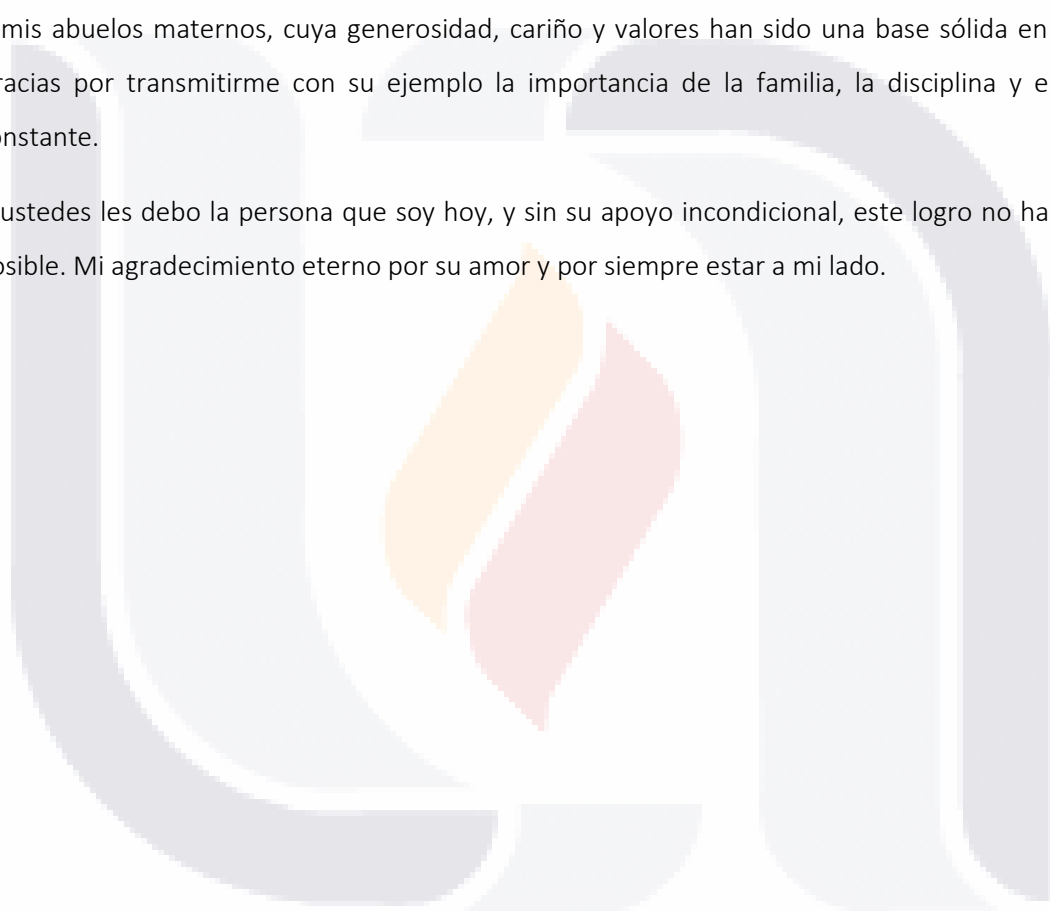 mis abuelos maternos, cuya generosidad, cariño y valores han sido una base sólida en
racias por transmitirme con su ejemplo la importancia de la familia, la disciplina y e
onstante.
ustedes les debo la persona que soy hoy, y sin su apoyo incondicional, este logro no ha
osible. Mi agradecimiento eterno por su amor y por siempre estar a mi lado.